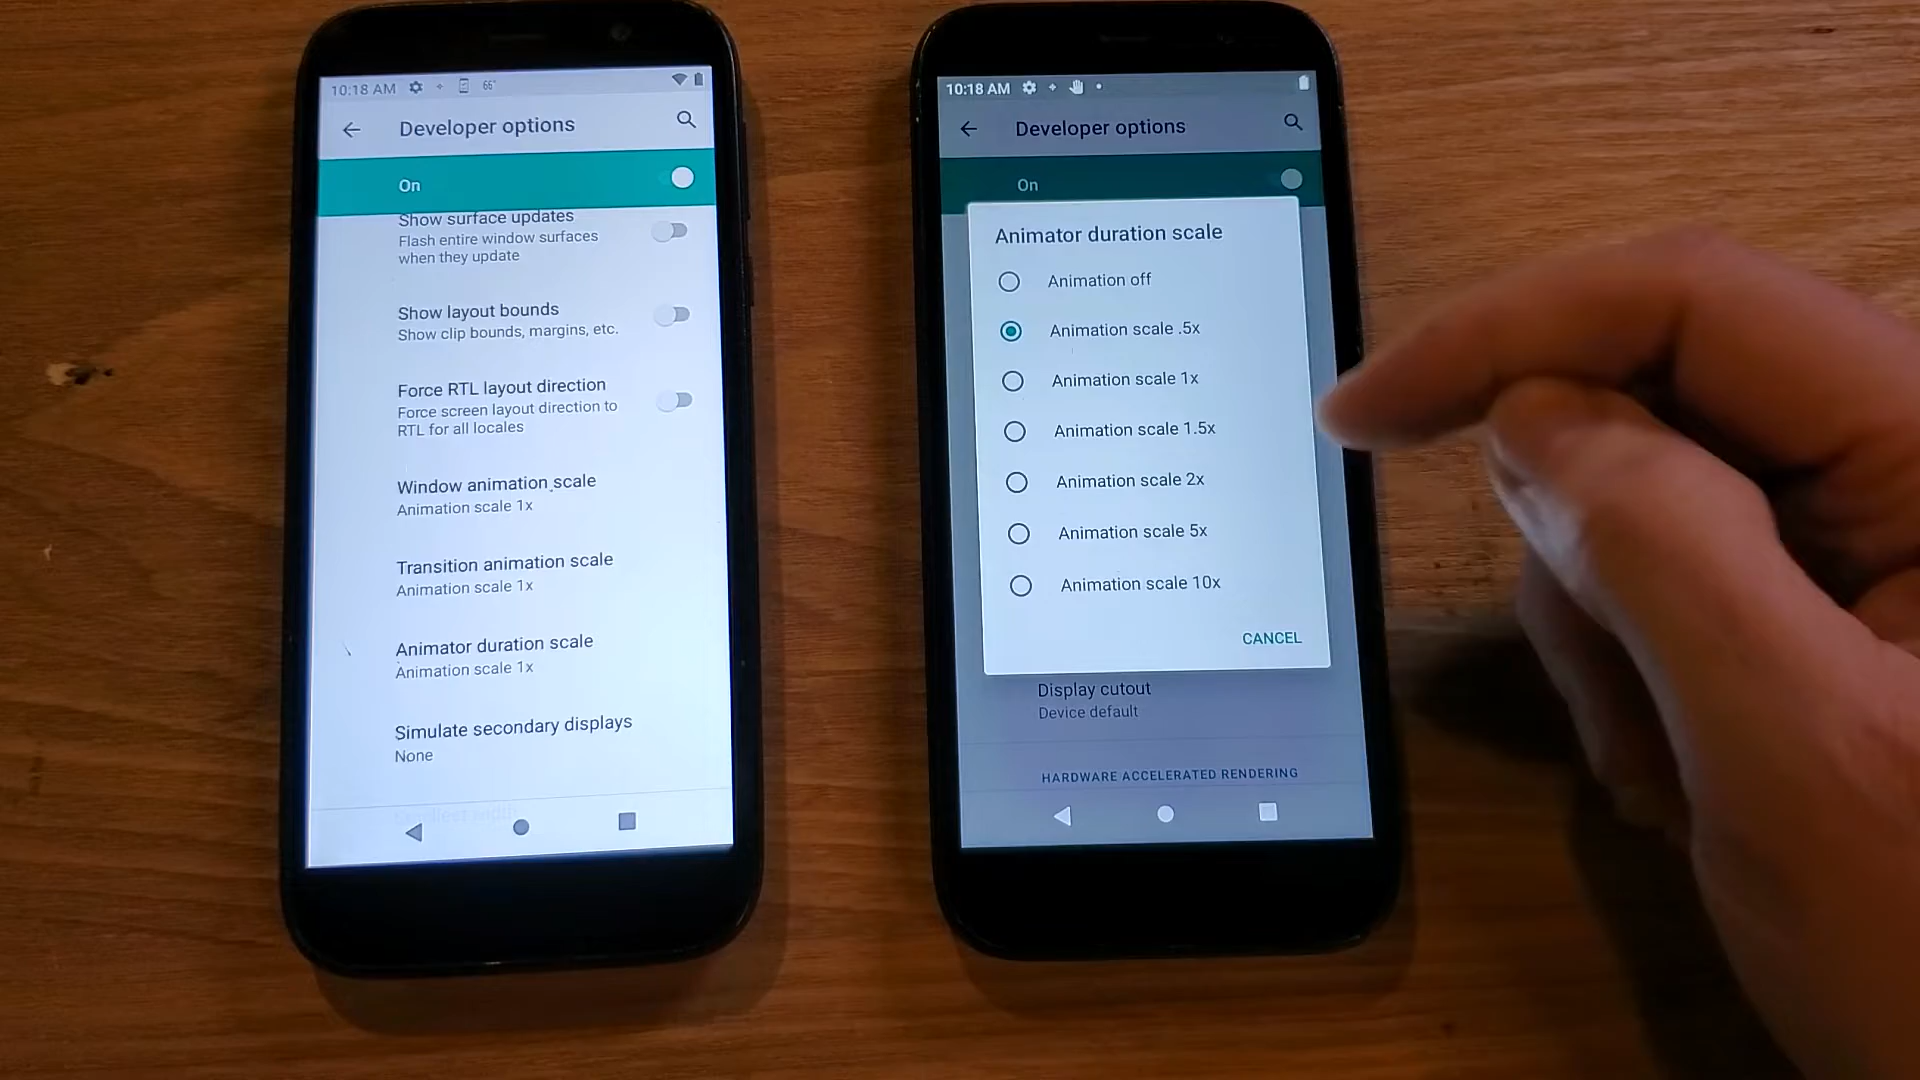 10:18 AM
66°
Developer options
On
Show surface updates
Flash entire window surfaces
when they update
Show layout bounds
Show clip bounds, margins, etc.
Force RTL layout direction
Force screen layout direction to
RTL for all locales
Window animation scale
Animation scale 1x
Transition animation scale
Animation scale 1x
Animator duration scale
Animation scale 1x
Simulate secondary displays
None
10:18 AM
Developer options
On
Animator duration scale
Animation off
Animation scale .5x
Animation scale 1x
Animation scale 1.5x
Animation scale 2x
Animation scale 5x
Animation scale 10x
CANCEL
Display cutout
Device default
HARDWARE ACCELERATED RENDERING